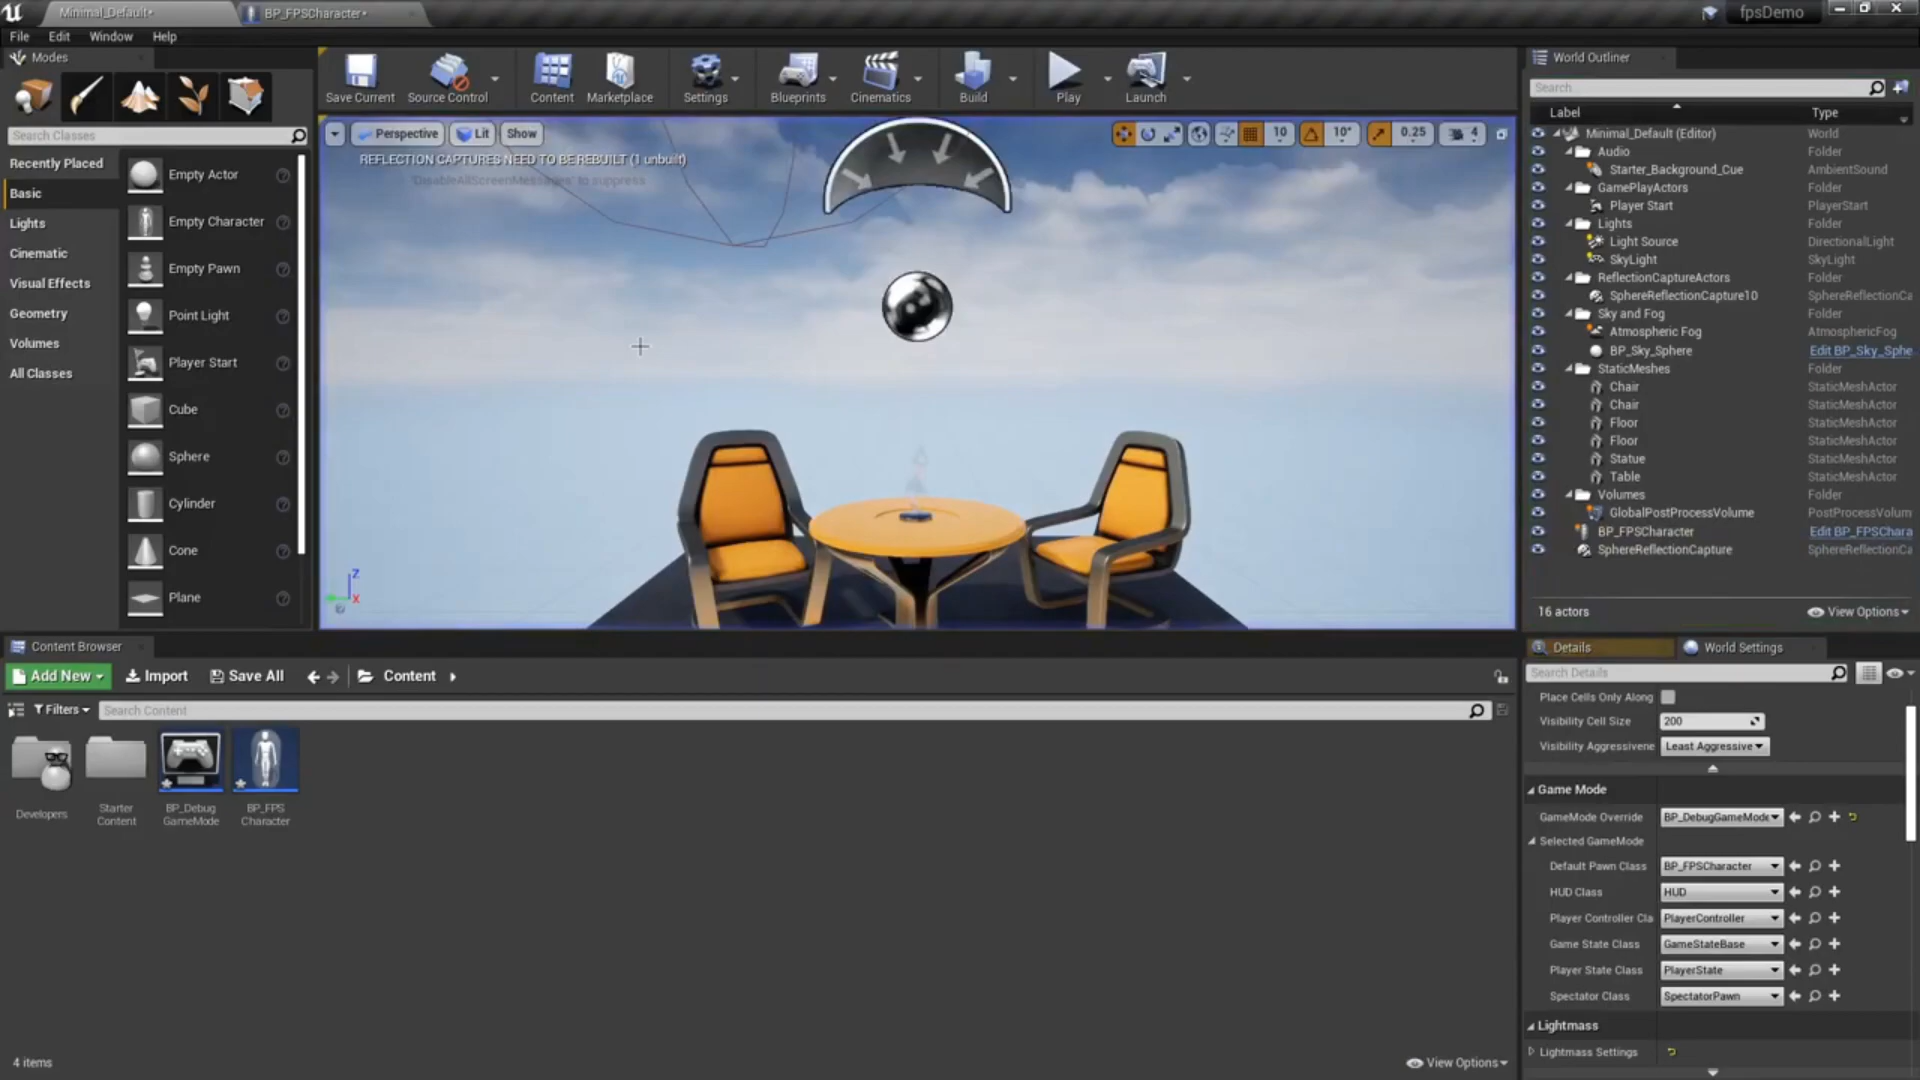 Minimal_Default•
BP_FPSCharacter•
fpsDemo
File Edit Window Help
Modes
Search Classes
Recently Placed
Basic
Lights
Cinematic
Visual Effects
Geometry
Volumes
All Classes
Empty Actor
Empty Character
Empty Pawn
Point Light
Player Start
Cube
Sphere
Cylinder
Cone
Plane
Save Current Source Control Content Marketplace Settings Blueprints Cinematics Build Play Launch
Perspective Lit Show
10 10° 0.25 4
REFLECTION CAPTURES NEED TO BE REBUILT (1 unbuilt)
'DisableAllScreenMessages' to suppress
Z
X
World Outliner
Search...
Label Type
Minimal_Default (Editor) World
Audio Folder
Starter_Background_Cue AmbientSound
GamePlayActors Folder
Player Start PlayerStart
Lights Folder
Light Source DirectionalLight
SkyLight SkyLight
ReflectionCaptureActors Folder
SphereReflectionCapture10 SphereReflectionCa
Sky and Fog Folder
Atmospheric Fog AtmosphericFog
BP_Sky_Sphere Edit BP_Sky_Sphe
StaticMeshes Folder
Chair StaticMeshActor
Chair StaticMeshActor
Floor StaticMeshActor
Floor StaticMeshActor
Statue StaticMeshActor
Table StaticMeshActor
Volumes Folder
GlobalPostProcessVolume PostProcessVolum
BP_FPSCharacter Edit BP_FPSChara
SphereReflectionCapture SphereReflectionCa
16 actors View Options
Content Browser
Add New Import Save All Content
Filters Search Content
Developers
Starter Content
BP_Debug GameMode
BP_FPS Character
4 items View Options
Details World Settings
Search Details
Place Cells Only Along
Visibility Cell Size 200
Visibility Aggressivene Least Aggressive
Game Mode
GameMode Override BP_DebugGameMode
Selected GameMode
Default Pawn Class BP_FPSCharacter
HUD Class HUD
Player Controller Cla PlayerController
Game State Class GameStateBase
Player State Class PlayerState
Spectator Class SpectatorPawn
Lightmass
Lightmass Settings